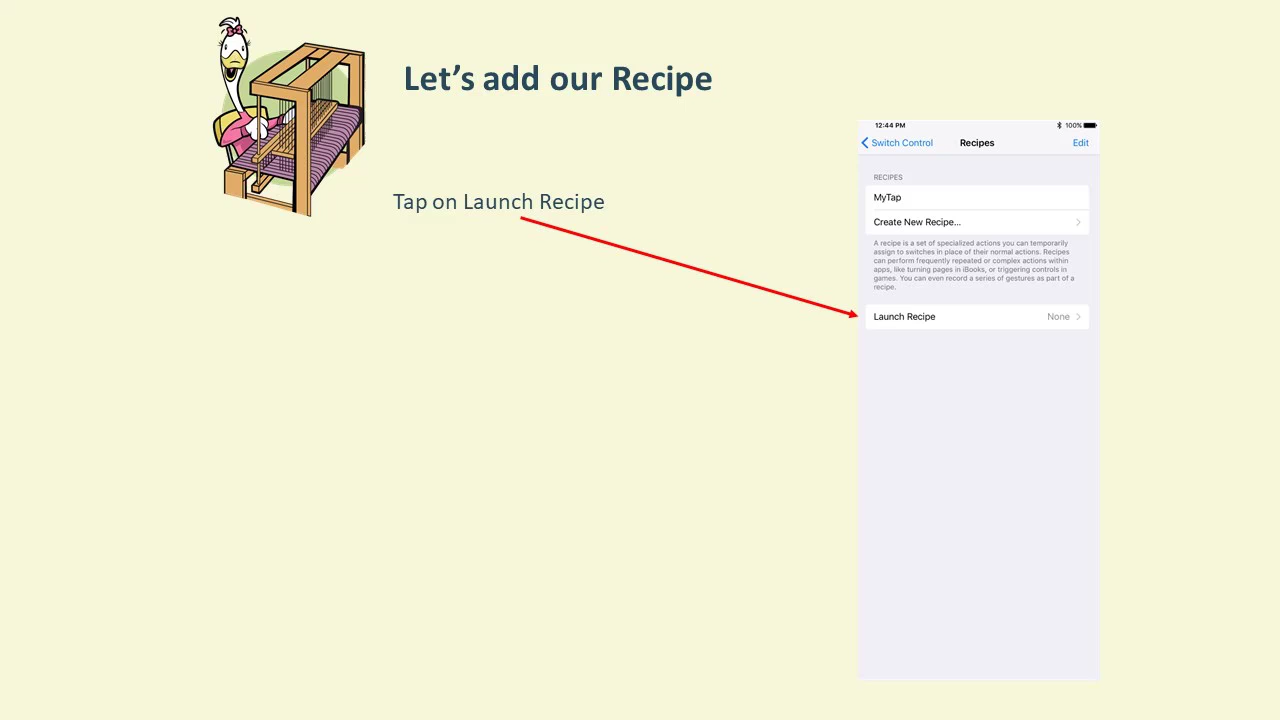 Let’s add our Recipe
Tap on Launch Recipe
12:44 PM
100%
Switch Control
Recipes
Edit
RECIPES
MyTap
Create New Recipe...
A recipe is a set of specialized actions you can temporarily
assign to switches in place of their normal actions. Recipes
can perform frequently repeated or complex actions within
apps, like turning pages in iBooks, or triggering controls in
games. You can even record a series of gestures as part of a
recipe.
Launch Recipe
None